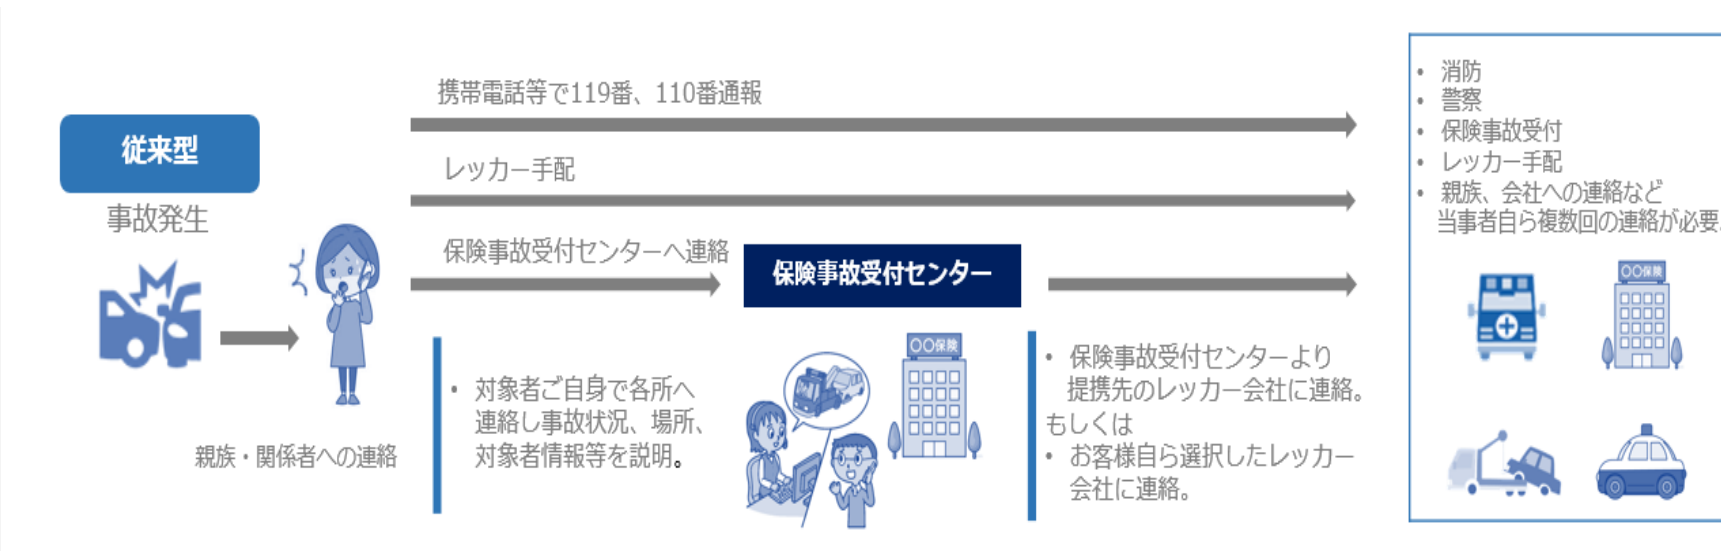 従来型
事故発生
親族・関係者への連絡
携帯電話等で119番、110番通報
レッカー手配
保険事故受付センターへ連絡
• 対象者ご自身で各所へ
連絡し事故状況、場所、
対象者情報等を説明。
保険事故受付センター
〇〇保険
• 保険事故受付センターより
提携先のレッカー会社に連絡。
もしくは
• お客様自ら選択したレッカー
会社に連絡。
• 消防
• 警察
• 保険事故受付
• レッカー手配
• 親族、会社への連絡など
当事者自ら複数回の連絡が必要。
〇〇保険